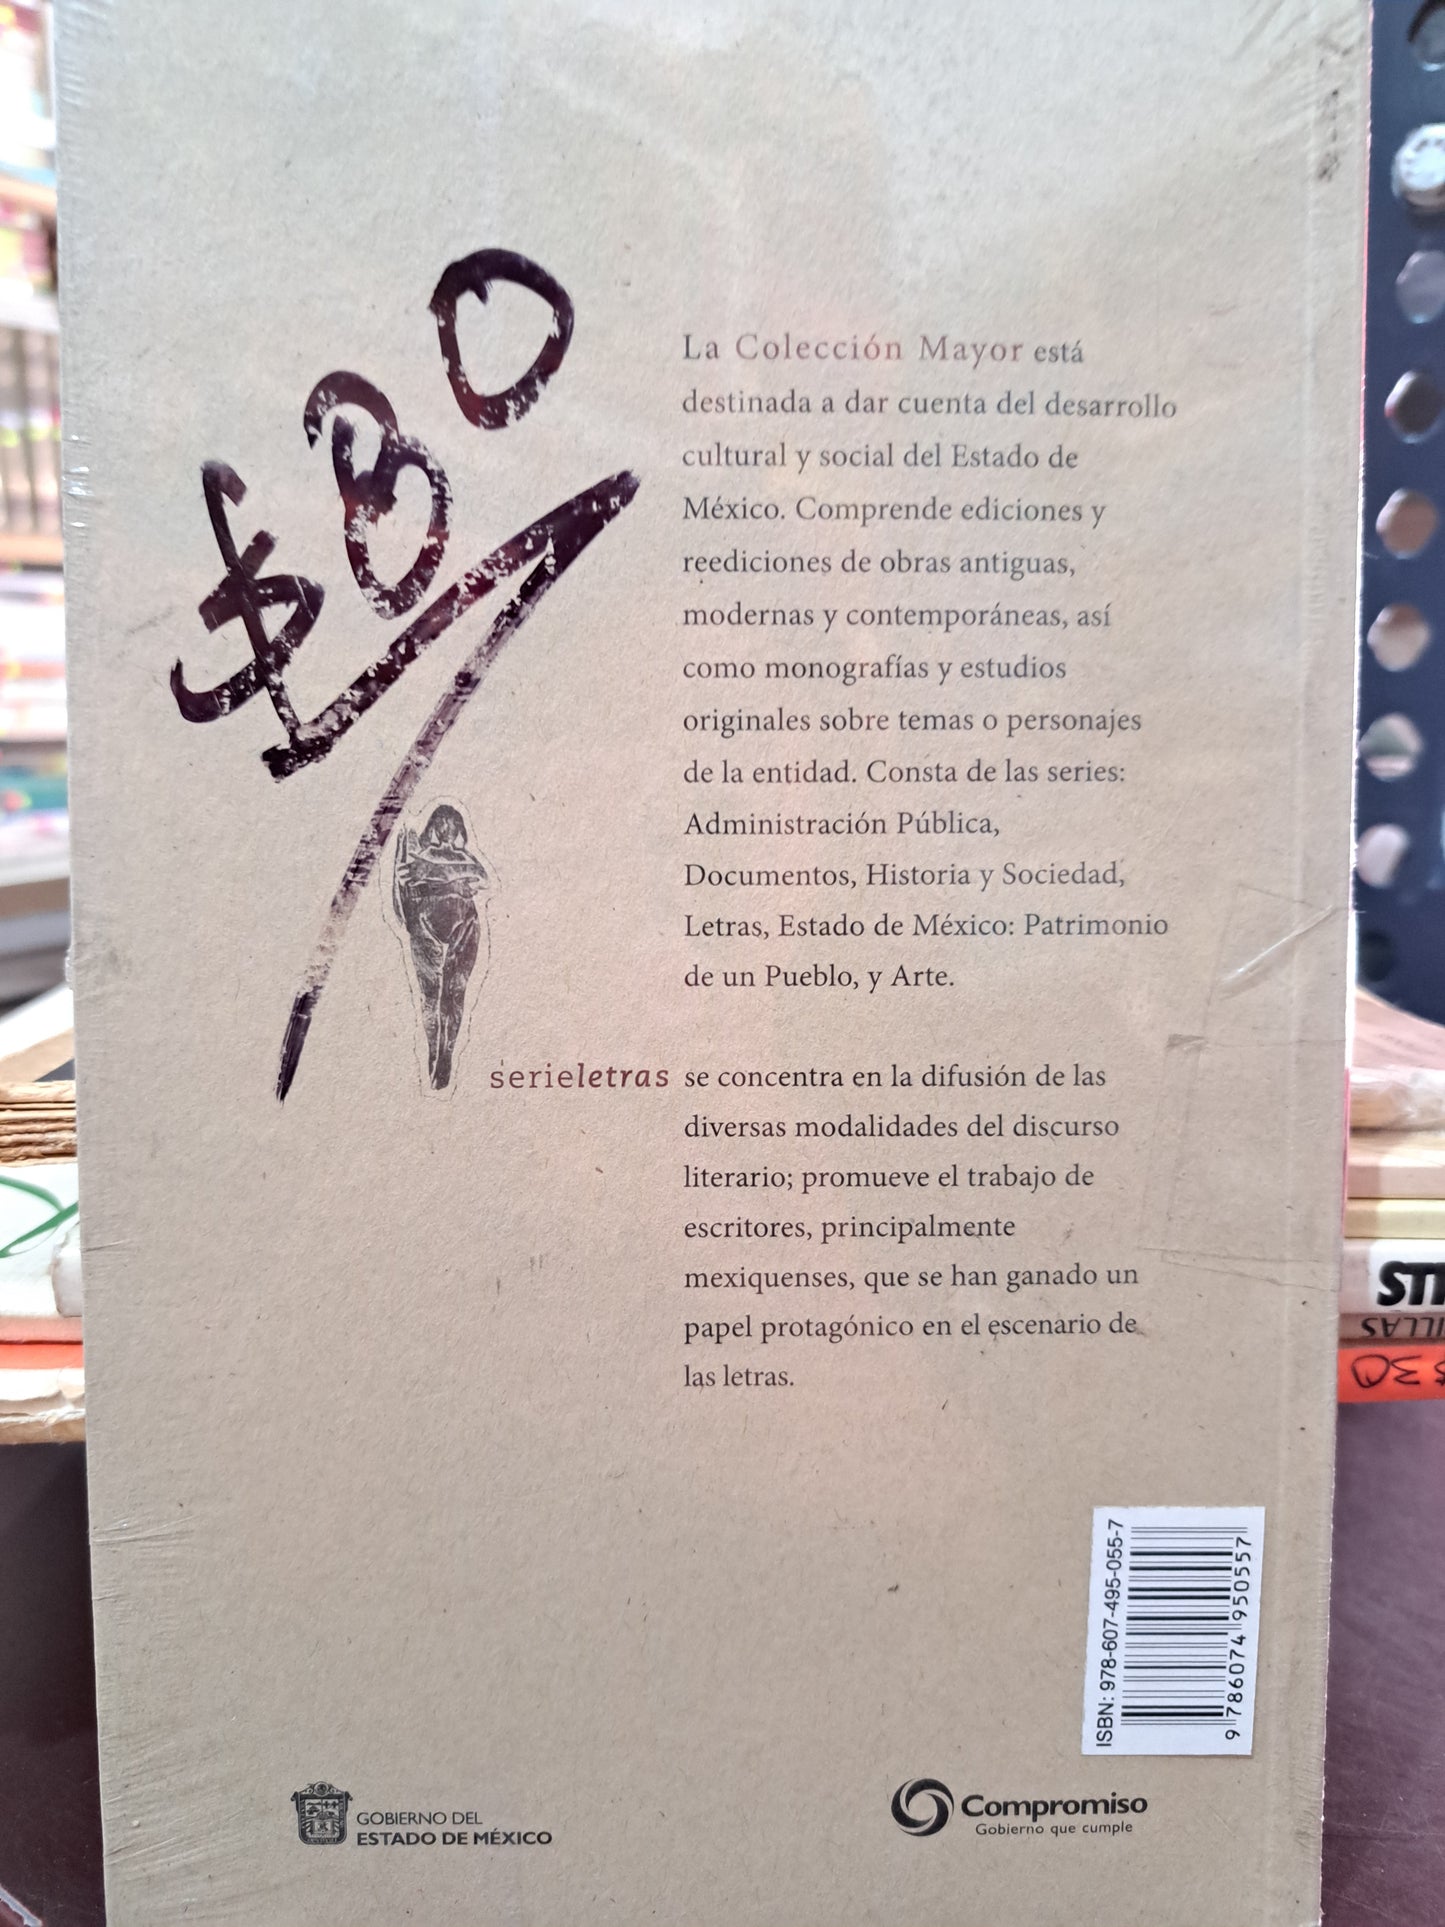 $80
La Colección Mayor está
destinada a dar cuenta del desarrollo
cultural y social del Estado de
México. Comprende ediciones y
reediciones de obras antiguas,
modernas y contemporáneas, así
como monografías y estudios
originales sobre temas o personajes
de la entidad. Consta de las series:
Administración Pública,
Documentos, Historia y Sociedad,
Letras, Estado de México: Patrimonio
de un Pueblo, y Arte.
serieletras se concentra en la difusión de las
diversas modalidades del discurso
literario; promueve el trabajo de
escritores, principalmente
mexiquenses, que se han ganado un
papel protagónico en el escenario de
las letras.
ISBN: 978-607-495-055-7
9 786074 950557
GOBIERNO DEL
ESTADO DE MÉXICO
Compromiso
Gobierno que cumple
$30